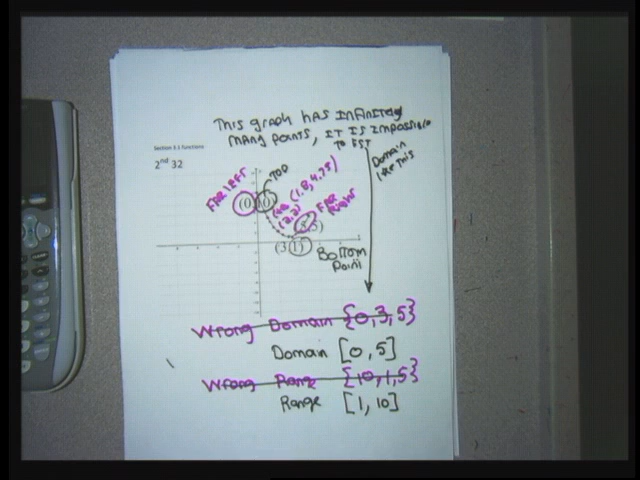 This graph has infinitely
many points, it is impossible
to list
Domain
like this
Section 3.1 functions
2nd 32
TOP
FAR LEFT
(0, 10)
(1.8, 4.75)
(2,2)
FAR
Right
(5,5)
(3,1)
Bottom
Point
Wrong Domain {0,3,5}
Domain [0,5]
Wrong Range {10,1,5}
Range [1,10]